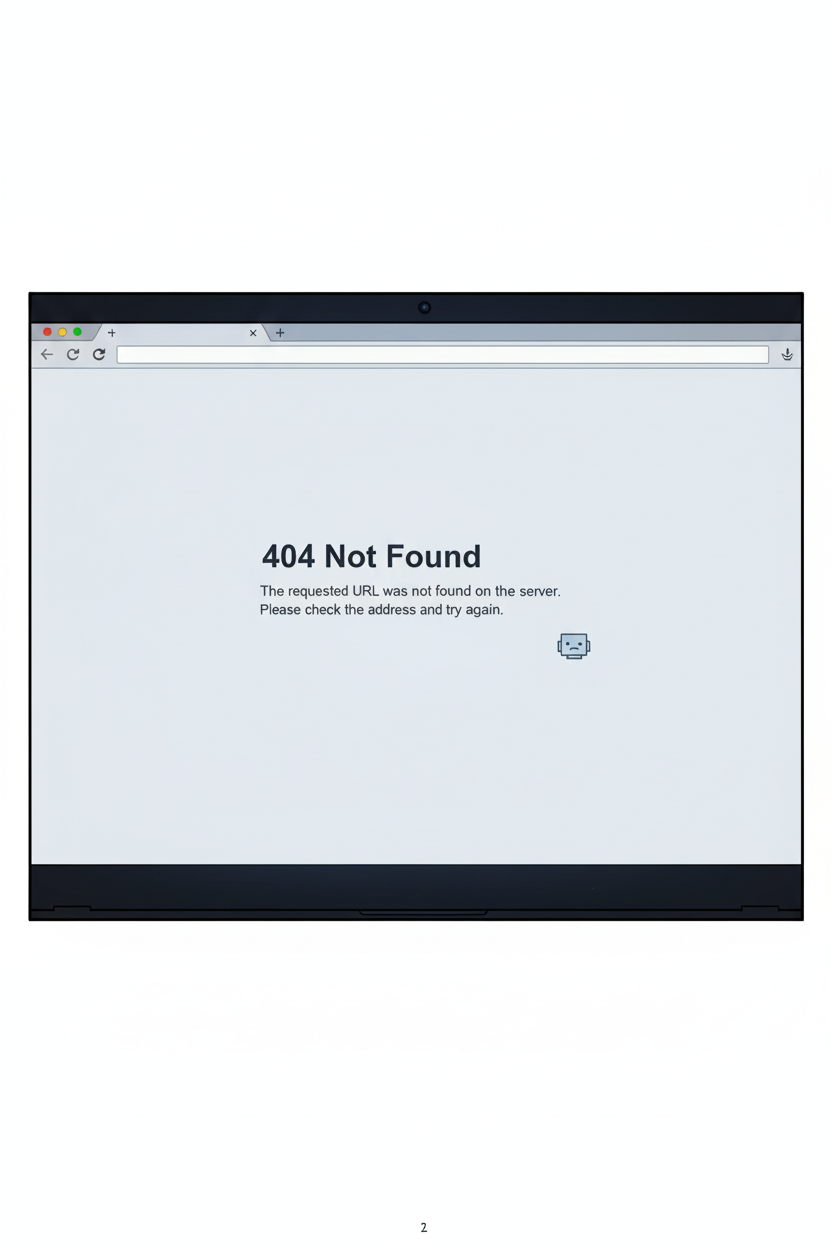 404 Not Found
The requested URL was not found on the server.
Please check the address and try again.
2